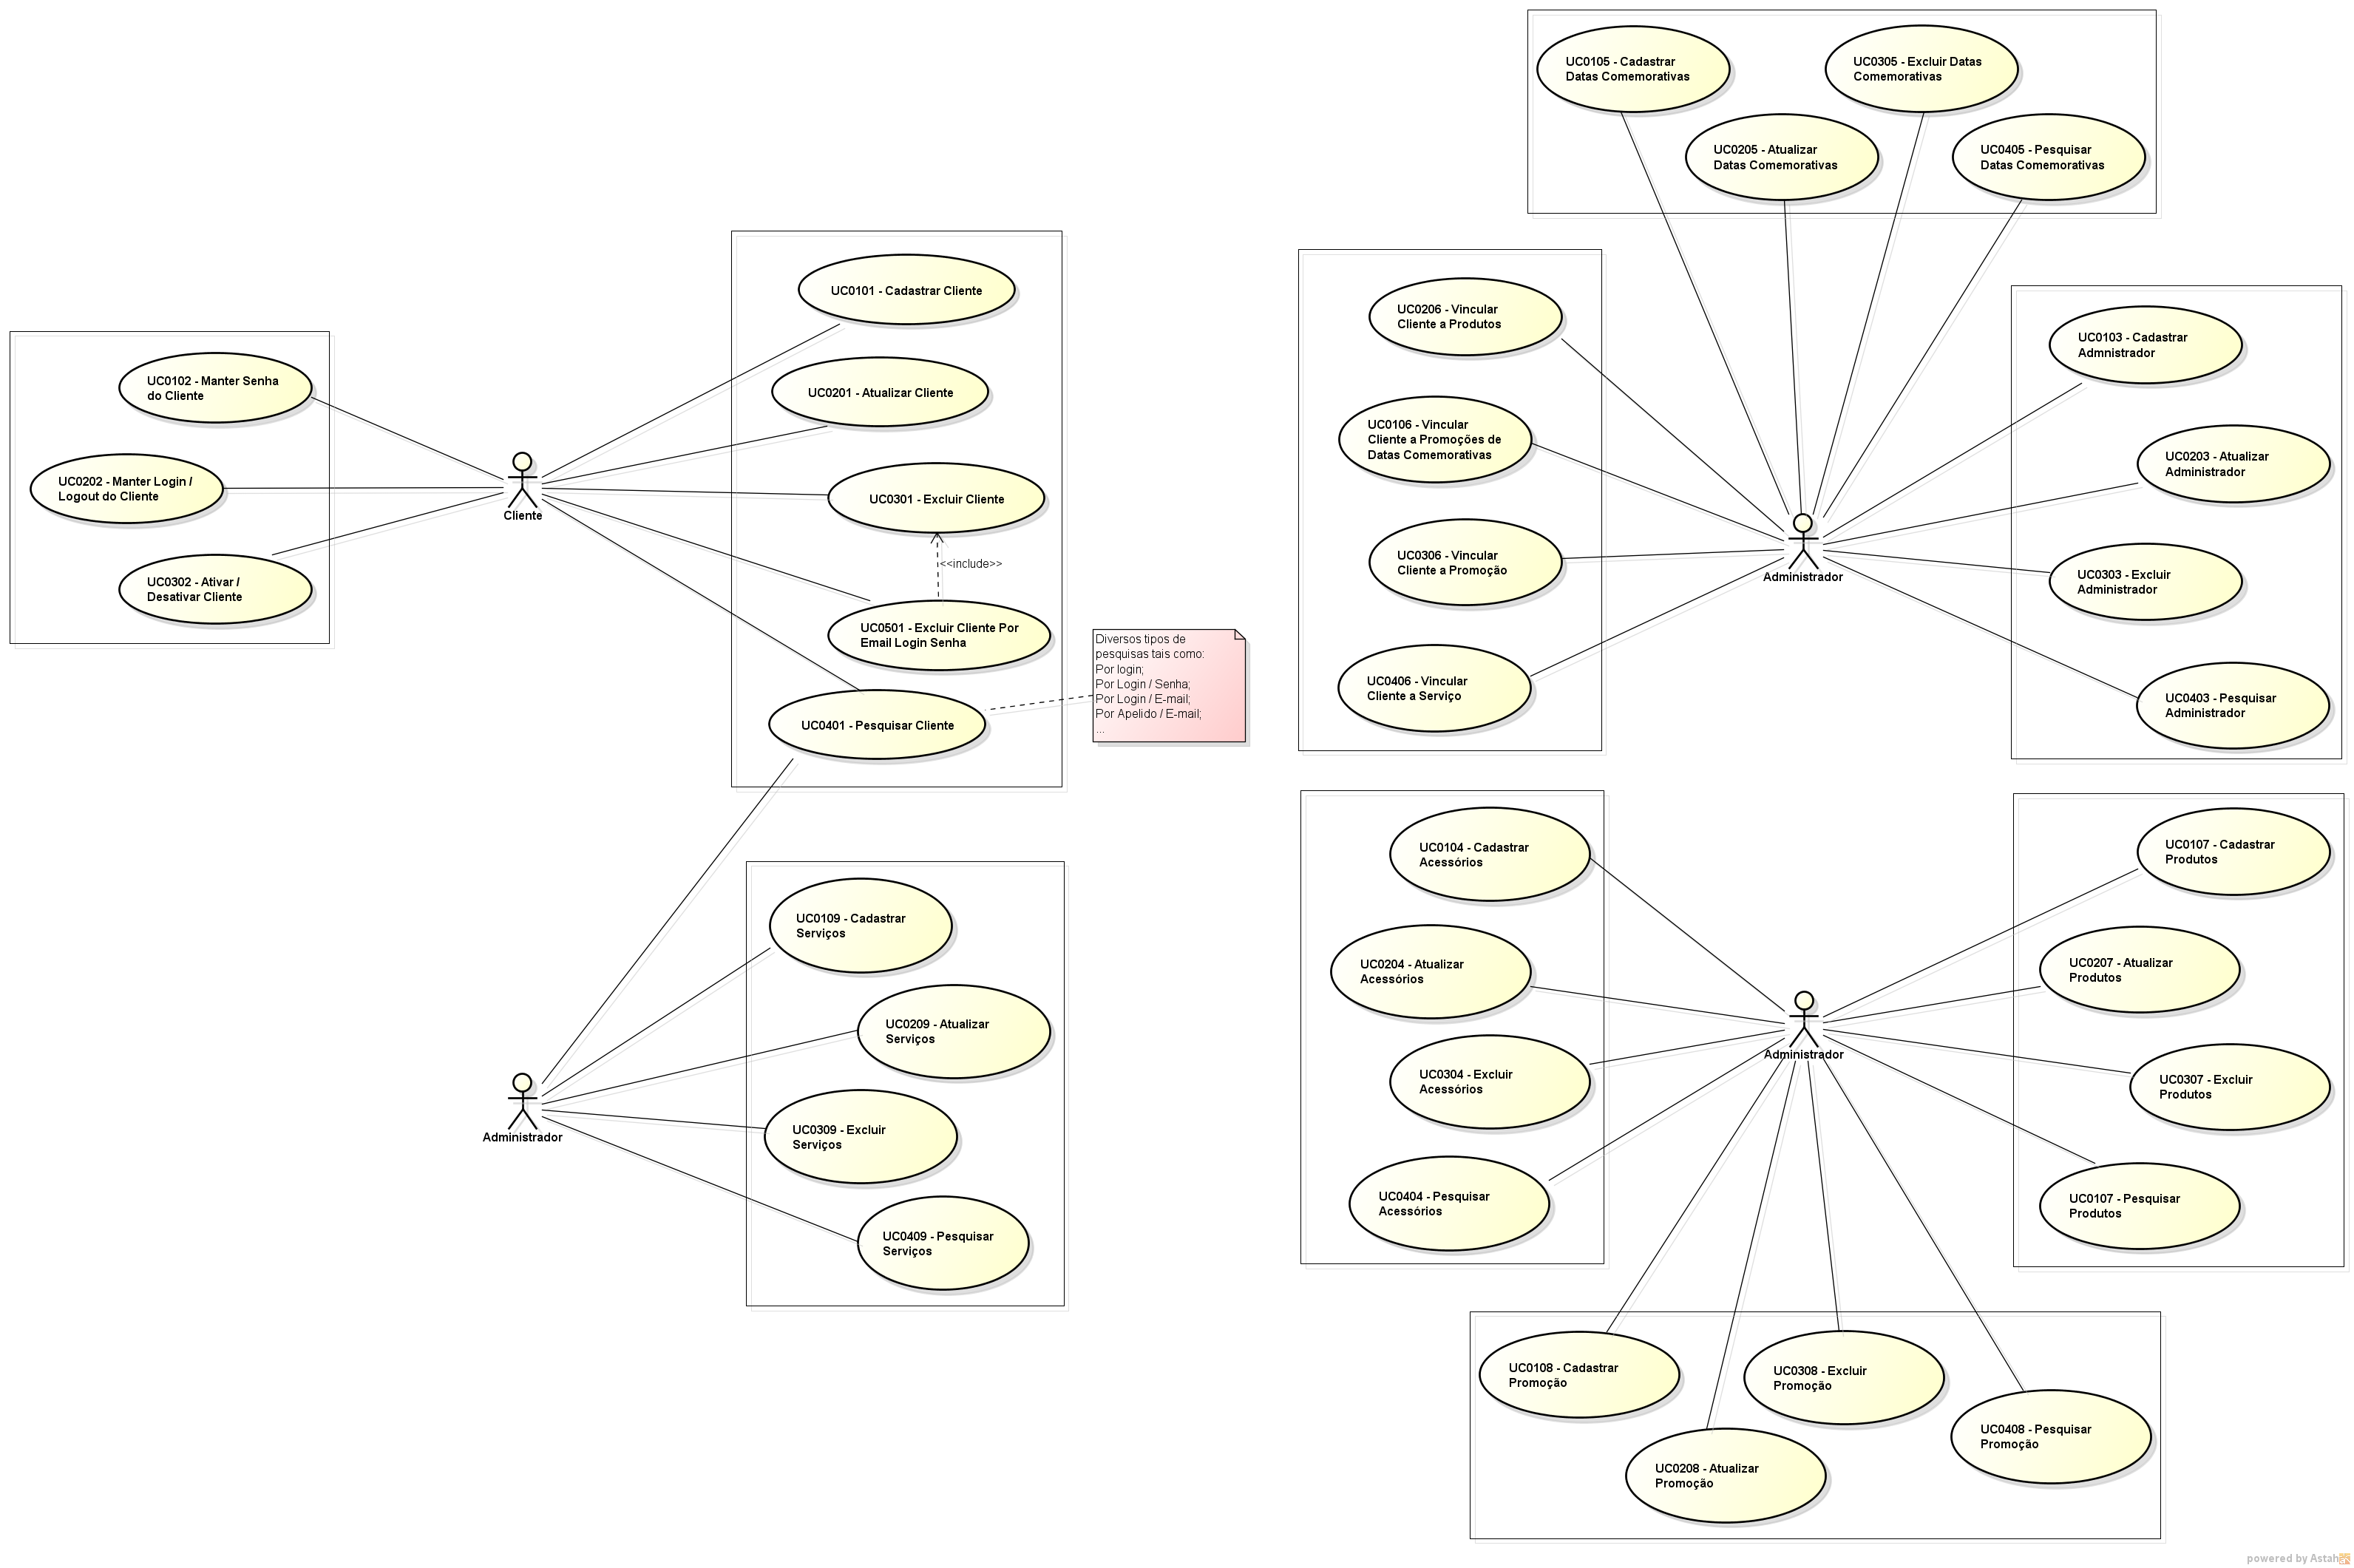 UC0105 - Cadastrar
Datas Comemorativas
UC0305 - Excluir Datas
Comemorativas
UC0205 - Atualizar
Datas Comemorativas
UC0405 - Pesquisar
Datas Comemorativas
UC0101 - Cadastrar Cliente
UC0201 - Atualizar Cliente
UC0301 - Excluir Cliente
<<include>>
UC0501 - Excluir Cliente Por
Email Login Senha
UC0401 - Pesquisar Cliente
UC0102 - Manter Senha
do Cliente
UC0202 - Manter Login /
Logout do Cliente
UC0302 - Ativar /
Desativar Cliente
Cliente
Diversos tipos de
pesquisas tais como:
Por login;
Por Login / Senha;
Por Login / E-mail;
Por Apelido / E-mail;
...
UC0206 - Vincular
Cliente a Produtos
UC0106 - Vincular
Cliente a Promoções de
Datas Comemorativas
UC0306 - Vincular
Cliente a Promoção
UC0406 - Vincular
Cliente a Serviço
Administrador
UC0103 - Cadastrar
Admnistrador
UC0203 - Atualizar
Administrador
UC0303 - Excluir
Administrador
UC0403 - Pesquisar
Administrador
UC0109 - Cadastrar
Serviços
UC0209 - Atualizar
Serviços
UC0309 - Excluir
Serviços
UC0409 - Pesquisar
Serviços
Administrador
UC0104 - Cadastrar
Acessórios
UC0204 - Atualizar
Acessórios
UC0304 - Excluir
Acessórios
UC0404 - Pesquisar
Acessórios
Administrador
UC0107 - Cadastrar
Produtos
UC0207 - Atualizar
Produtos
UC0307 - Excluir
Produtos
UC0107 - Pesquisar
Produtos
UC0108 - Cadastrar
Promoção
UC0308 - Excluir
Promoção
UC0208 - Atualizar
Promoção
UC0408 - Pesquisar
Promoção
powered by Astah